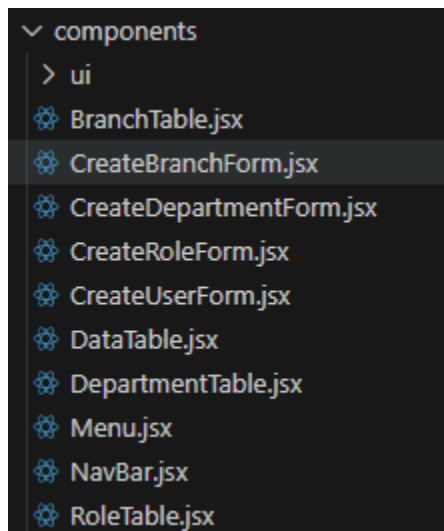 components
ui
BranchTable.jsx
CreateBranchForm.jsx
CreateDepartmentForm.jsx
CreateRoleForm.jsx
CreateUserForm.jsx
DataTable.jsx
DepartmentTable.jsx
Menu.jsx
NavBar.jsx
RoleTable.jsx